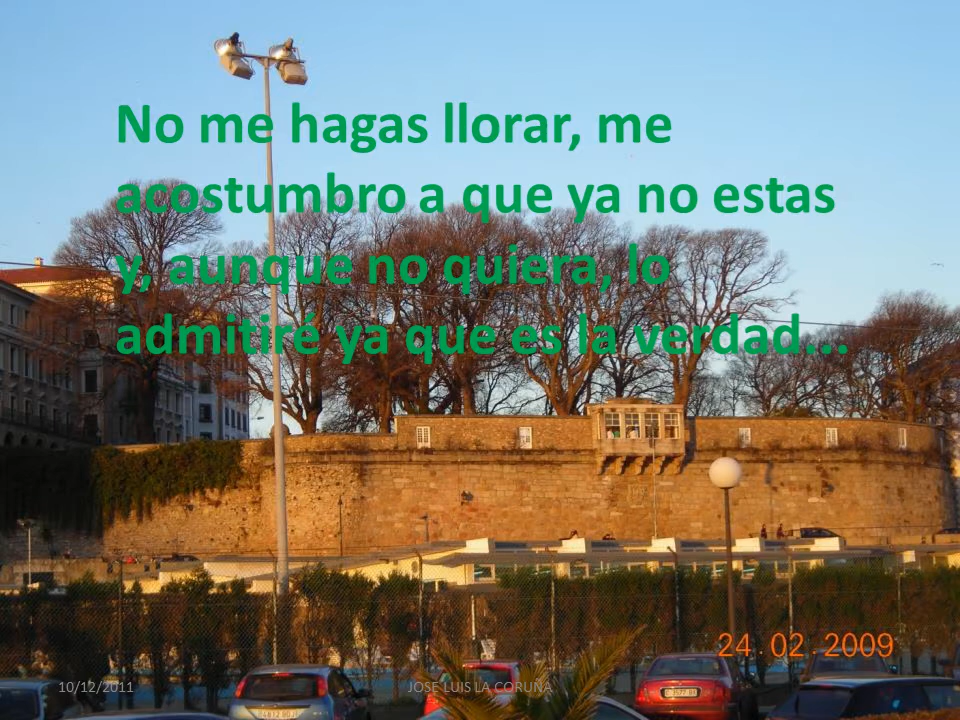 No me hagas llorar, me
acostumbro a que ya no estas
y, aunque no quiera, lo
admitiré ya que es la verdad...
24.02.2009
10/12/2011
JOSE LUIS LA CORUÑA